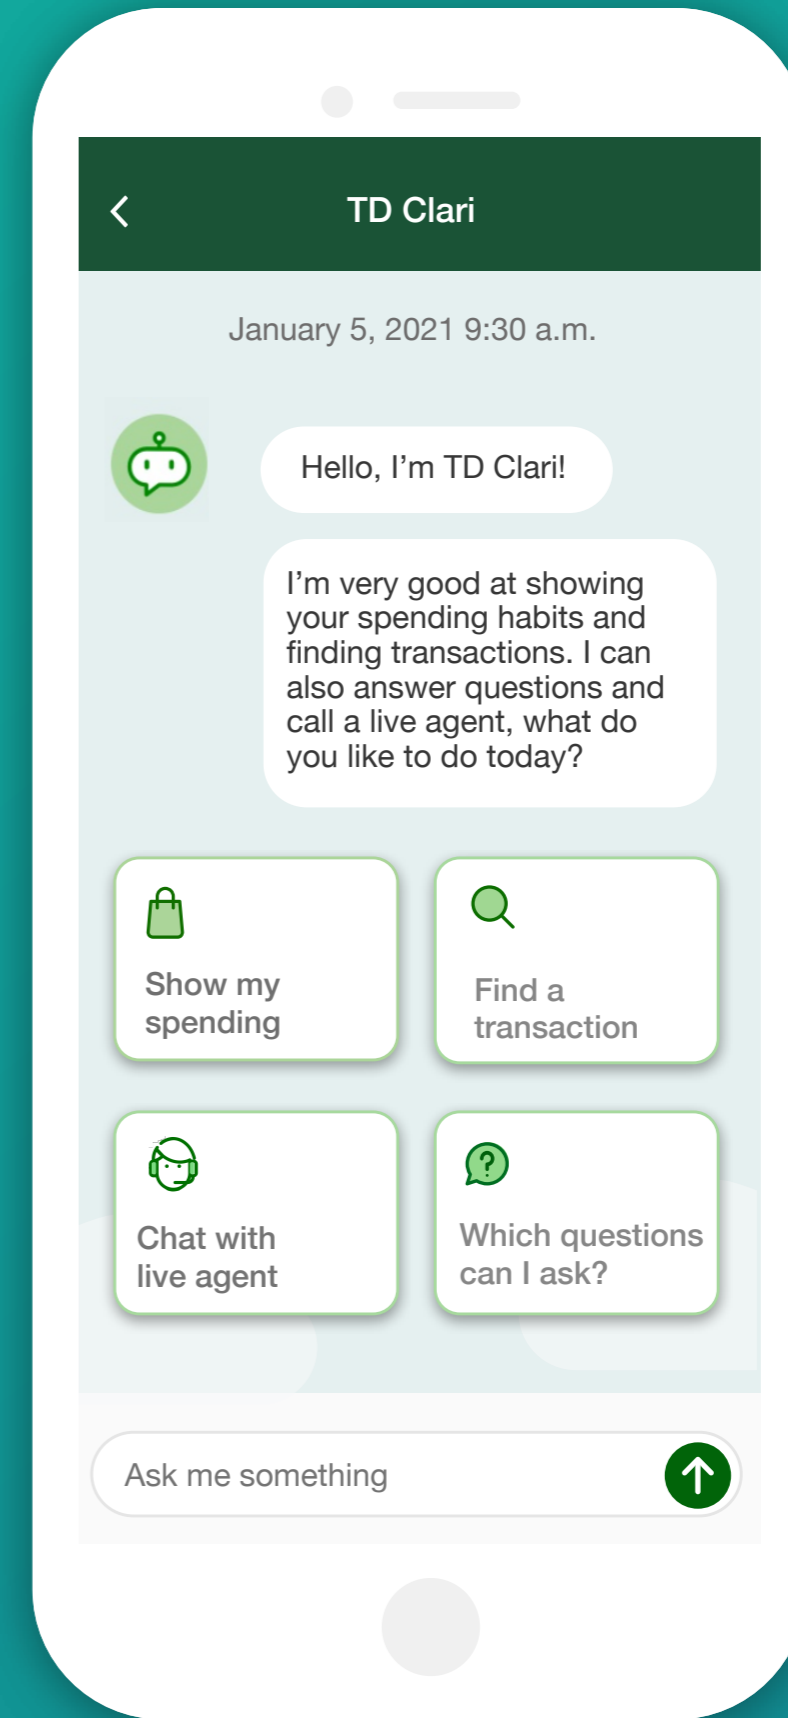 TD Clari
January 5, 2021 9:30 a.m.
Hello, I'm TD Clari!
I'm very good at showing
your spending habits and
finding transactions. I can
also answer questions and
call a live agent, what do
you like to do today?
Show my
spending
Find a
transaction
Chat with
live agent
?
Which questions
can I ask?
Ask me something